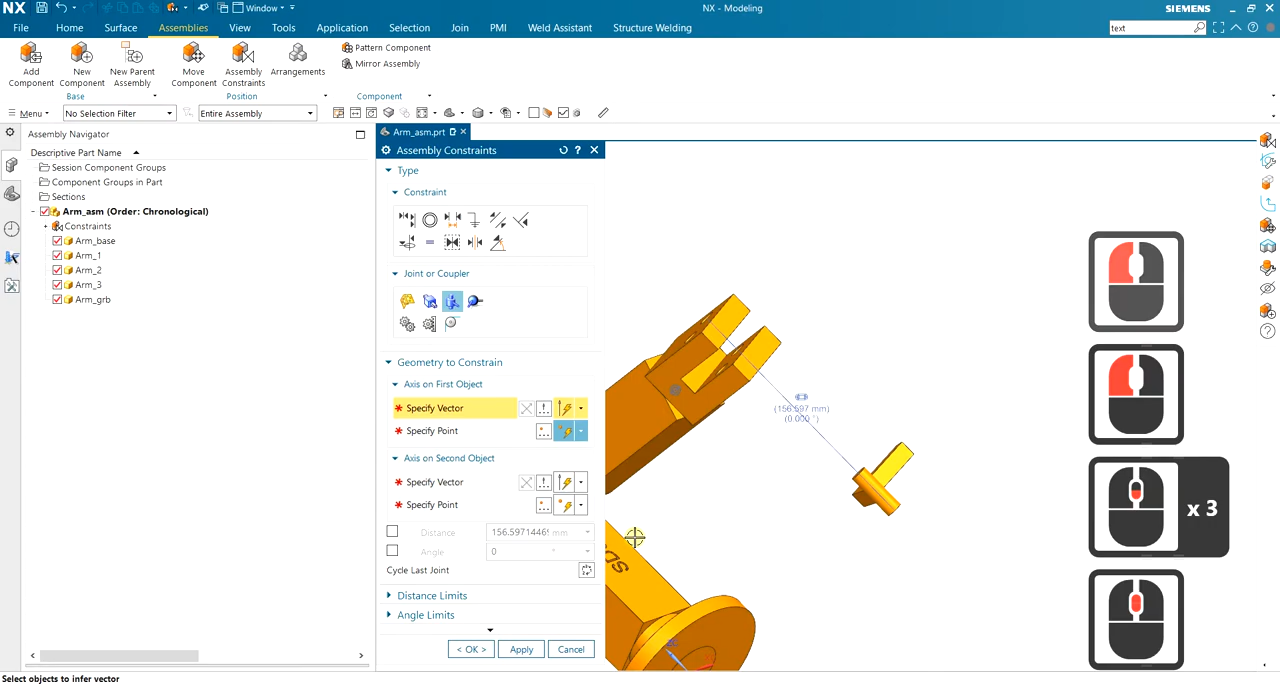 NX
Window
NX - Modeling
SIEMENS
File
Home
Surface
Assemblies
View
Tools
Application
Selection
Join
PMI
Weld Assistant
Structure Welding
text
Add
Component
New
Component
New Parent
Assembly
Move
Component
Assembly
Constraints
Arrangements
Pattern Component
Mirror Assembly
Base
Position
Component
Menu
No Selection Filter
Entire Assembly
Assembly Navigator
Descriptive Part Name
Session Component Groups
Component Groups in Part
Sections
Arm_asm (Order: Chronological)
Constraints
Arm_base
Arm_1
Arm_2
Arm_3
Arm_grb
Arm_asm.prt
Assembly Constraints
Type
Constraint
Joint or Coupler
Geometry to Constrain
Axis on First Object
* Specify Vector
* Specify Point
Axis on Second Object
* Specify Vector
* Specify Point
Distance
156.5971446 mm
Angle
0 °
Cycle Last Joint
Distance Limits
Angle Limits
< OK >
Apply
Cancel
(156.597 mm)
(0.000 °)
x 3
Select objects to infer vector